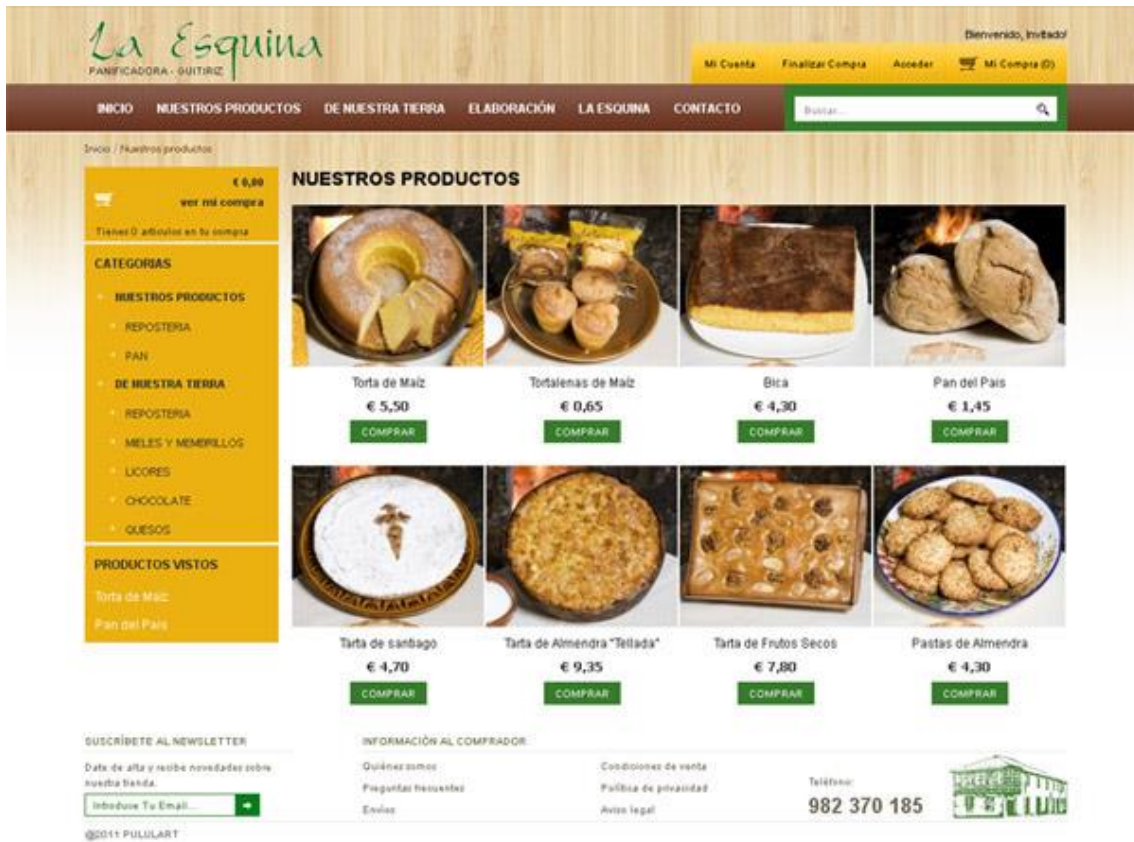 La Esquina
PANIFICADORA - GUITIRIZ
Bienvenido, Invitado!
Mi Cuenta Finalizar Compra Acceder Mi Compra (0)
INICIO NUESTROS PRODUCTOS DE NUESTRA TIERRA ELABORACIÓN LA ESQUINA CONTACTO Buscar...
Inicio / Nuestros productos
€ 0,00
ver mi compra
Tienes 0 articulos en tu compra
CATEGORIAS
NUESTROS PRODUCTOS
REPOSTERIA
PAN
DE NUESTRA TIERRA
REPOSTERIA
MIELES Y MEMBRILLOS
LICORES
CHOCOLATE
QUESOS
PRODUCTOS VISTOS
Torta de Maíz
Pan del Pais
NUESTROS PRODUCTOS
Torta de Maíz Tortalenas de Maíz Bica Pan del Pais
€ 5,50 € 0,65 € 4,30 € 1,45
COMPRAR COMPRAR COMPRAR COMPRAR
Tarta de santiago Tarta de Almendra "Tellada" Tarta de Frutos Secos Pastas de Almendra
€ 4,70 € 9,35 € 7,80 € 4,30
COMPRAR COMPRAR COMPRAR COMPRAR
SUSCRÍBETE AL NEWSLETTER
Date de alta y recibe novedades sobre
nuestra tienda.
Introduce Tu Email...
@2011 PULULART
INFORMACIÓN AL COMPRADOR
Quiénes somos Condiciones de venta
Preguntas frecuentes Política de privacidad
Envíos Aviso legal
Teléfono:
982 370 185